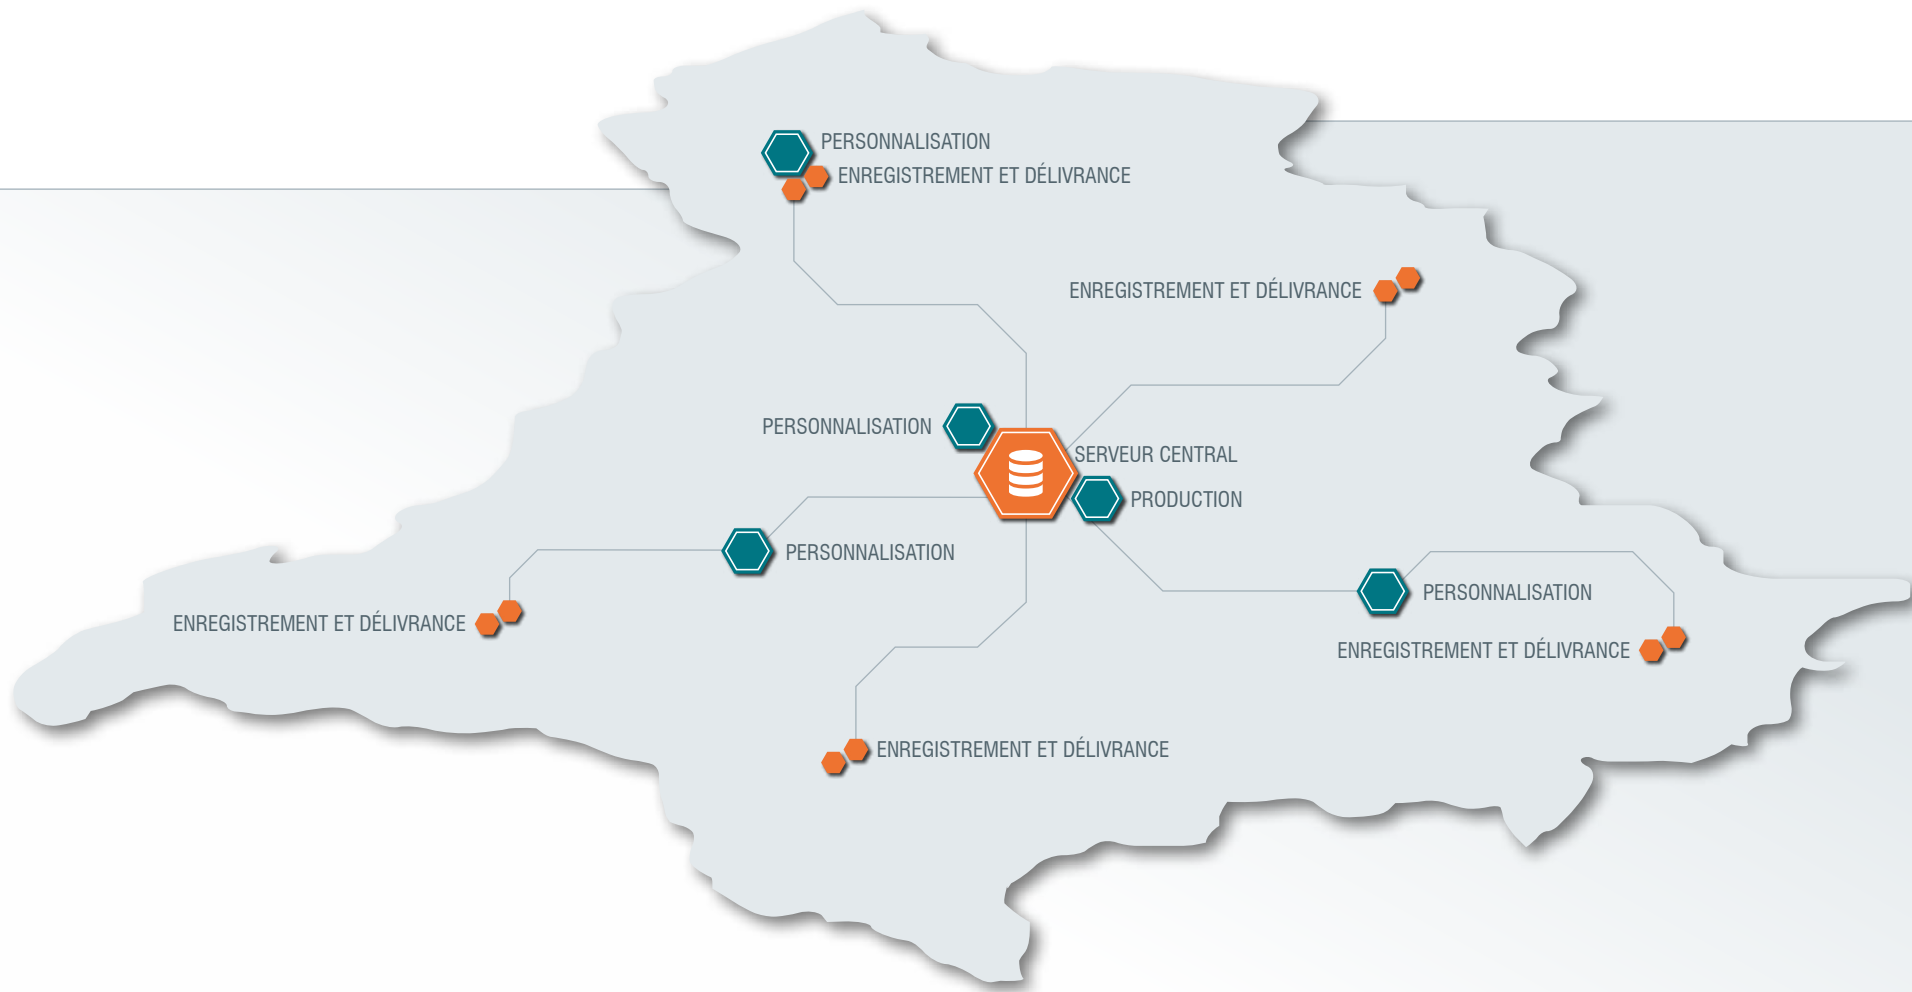 PERSONNALISATION
ENREGISTREMENT ET DÉLIVRANCE
ENREGISTREMENT ET DÉLIVRANCE
PERSONNALISATION
SERVEUR CENTRAL
PRODUCTION
PERSONNALISATION
PERSONNALISATION
ENREGISTREMENT ET DÉLIVRANCE
ENREGISTREMENT ET DÉLIVRANCE
ENREGISTREMENT ET DÉLIVRANCE